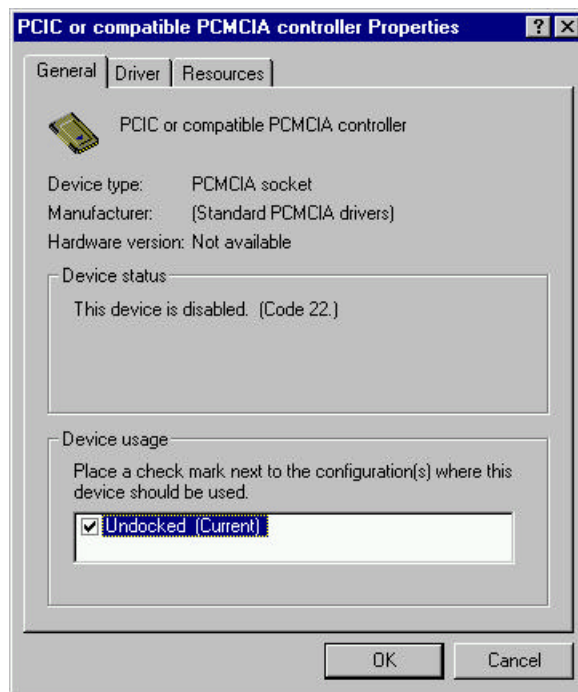 PCIC or compatible PCMCIA controller Properties
General Driver Resources
PCIC or compatible PCMCIA controller
Device type: PCMCIA socket
Manufacturer: (Standard PCMCIA drivers)
Hardware version: Not available
Device status
This device is disabled. (Code 22.)
Device usage
Place a check mark next to the configuration(s) where this
device should be used.
Undocked (Current)
OK Cancel